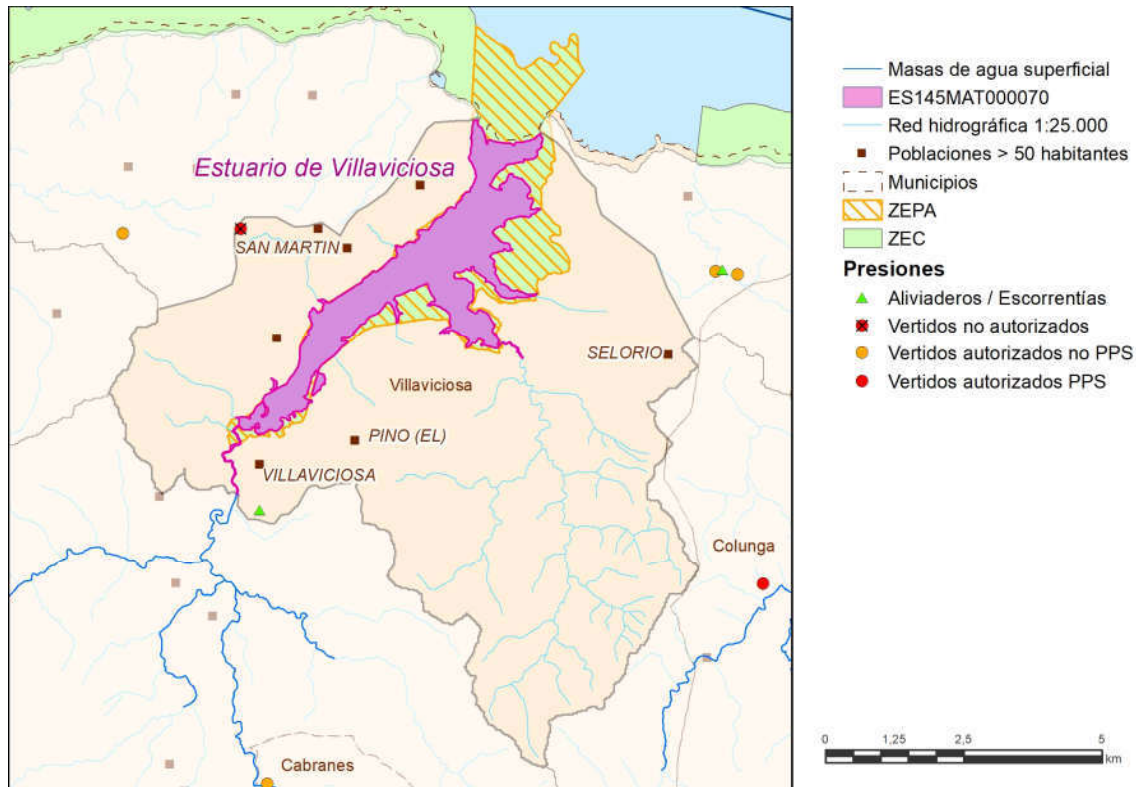 Estuario de Villaviciosa
SAN MARTIN
SELORIO
Villaviciosa
PINO (EL)
VILLAVICIOSA
Colunga
Cabranes
Masas de agua superficial
ES145MAT000070
Red hidrográfica 1:25.000
Poblaciones > 50 habitantes
Municipios
ZEPA
ZEC
Presiones
Aliviaderos / Escorrentías
Vertidos no autorizados
Vertidos autorizados no PPS
Vertidos autorizados PPS
0 1,25 2,5 5
km